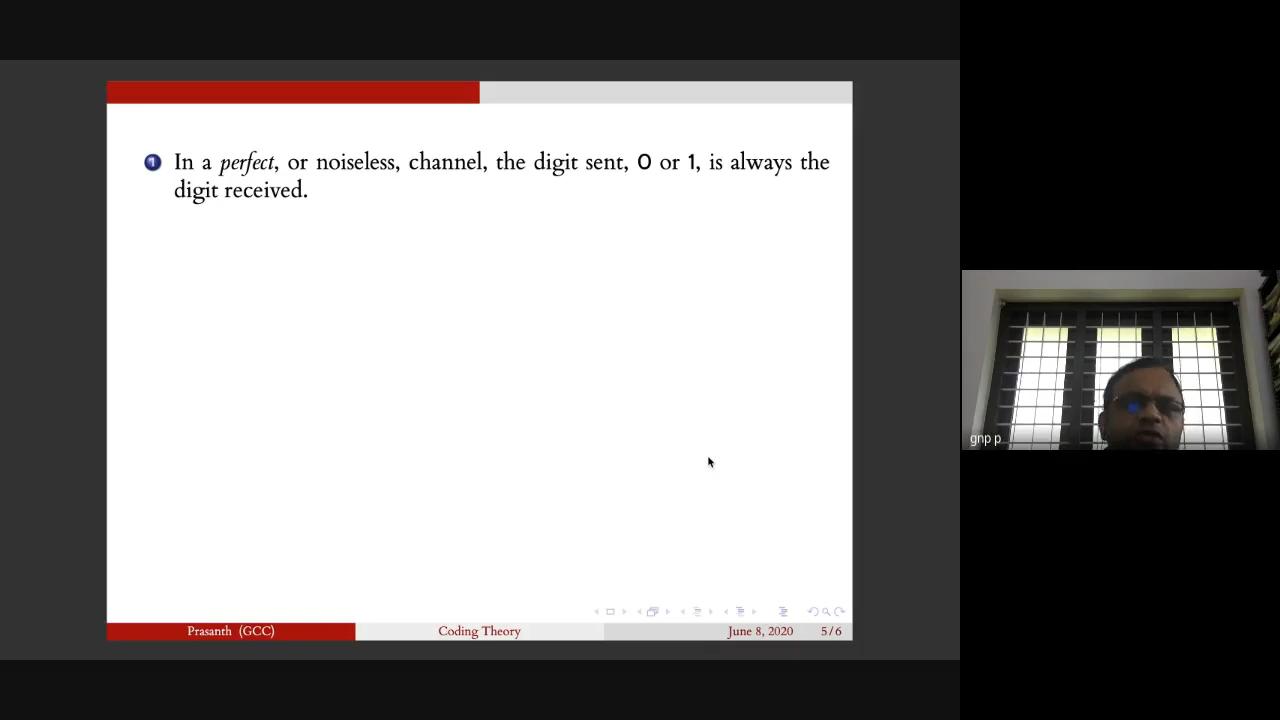 1 In a perfect, or noiseless, channel, the digit sent, 0 or 1, is always the
digit received.
gnp p
Prasanth (GCC) Coding Theory June 8, 2020 5/6